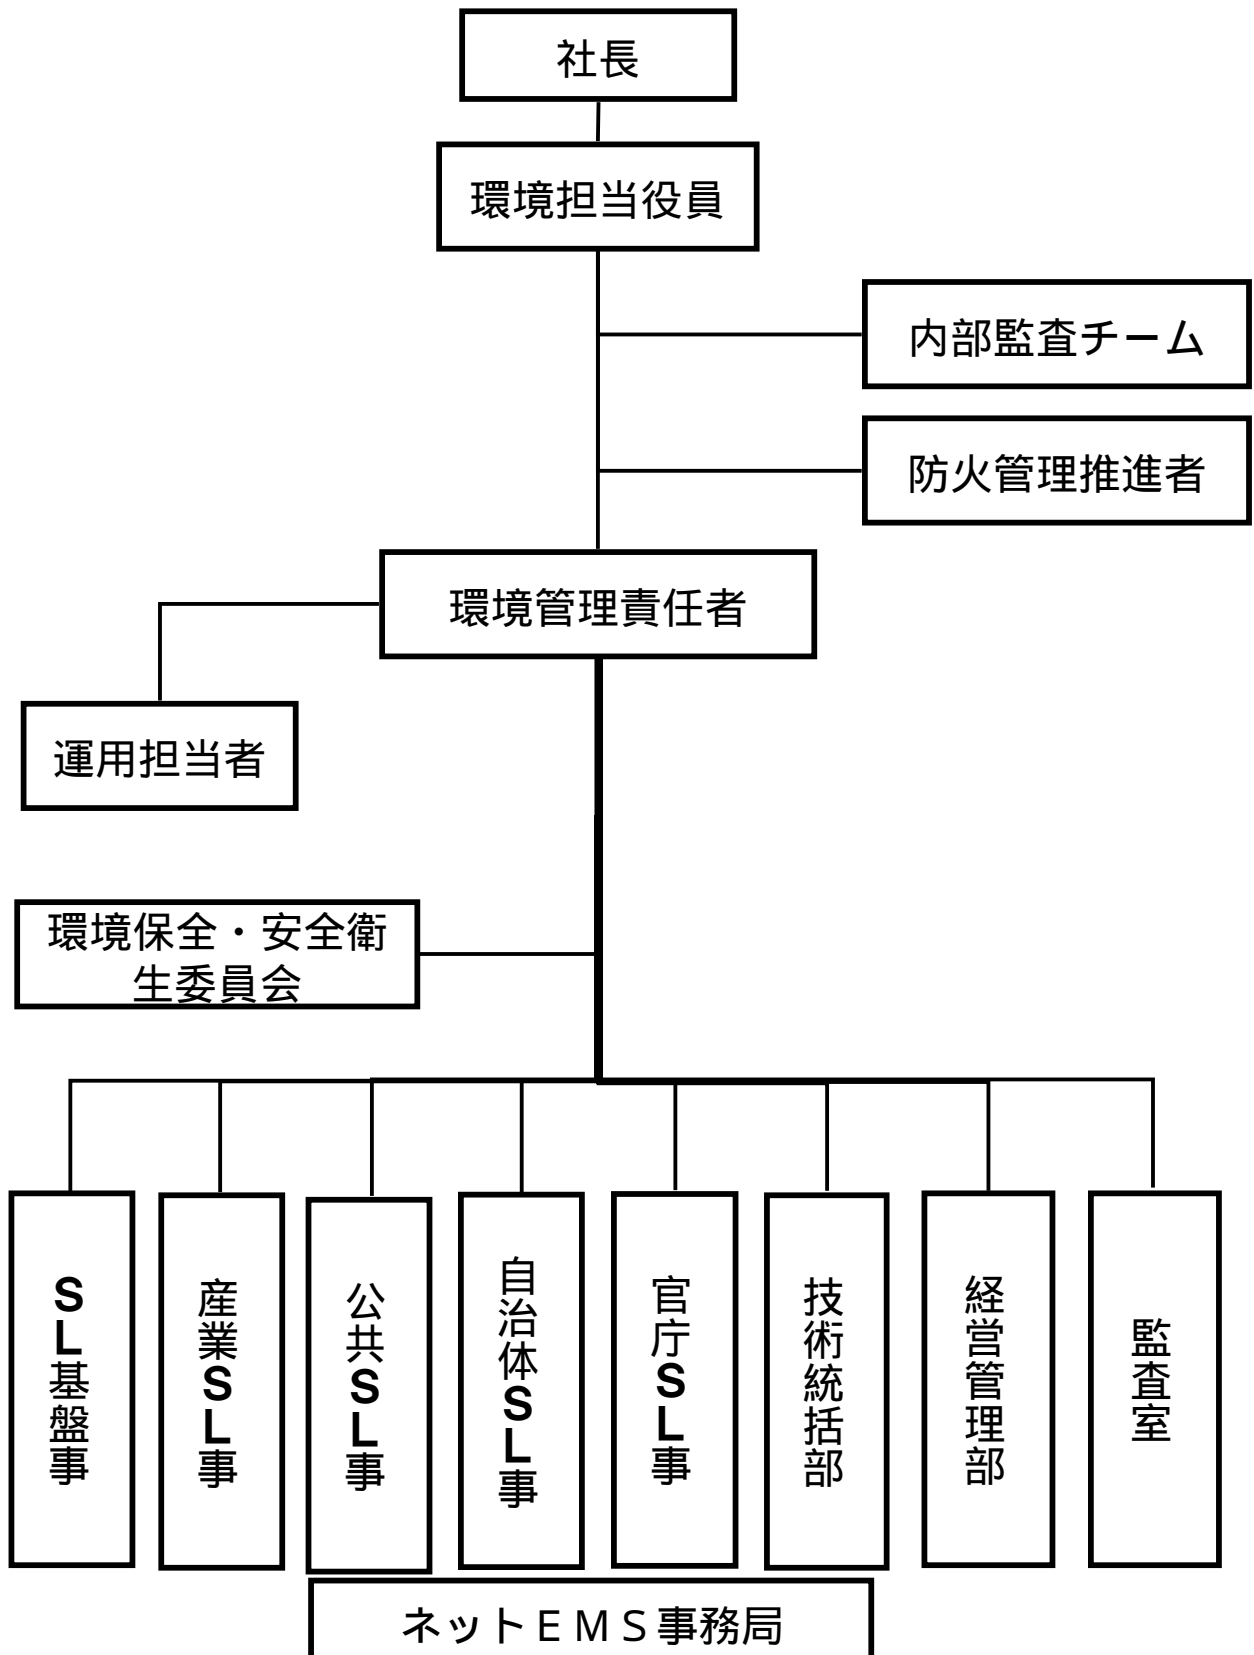 社長
環境担当役員
内部監査チーム
防火管理推進者
環境管理責任者
運用担当者
環境保全・安全衛
生委員会
ＳＬ基盤事
産業ＳＬ事
公共ＳＬ事
自治体ＳＬ事
官庁ＳＬ事
技術統括部
経営管理部
監査室
ネットＥＭＳ事務局